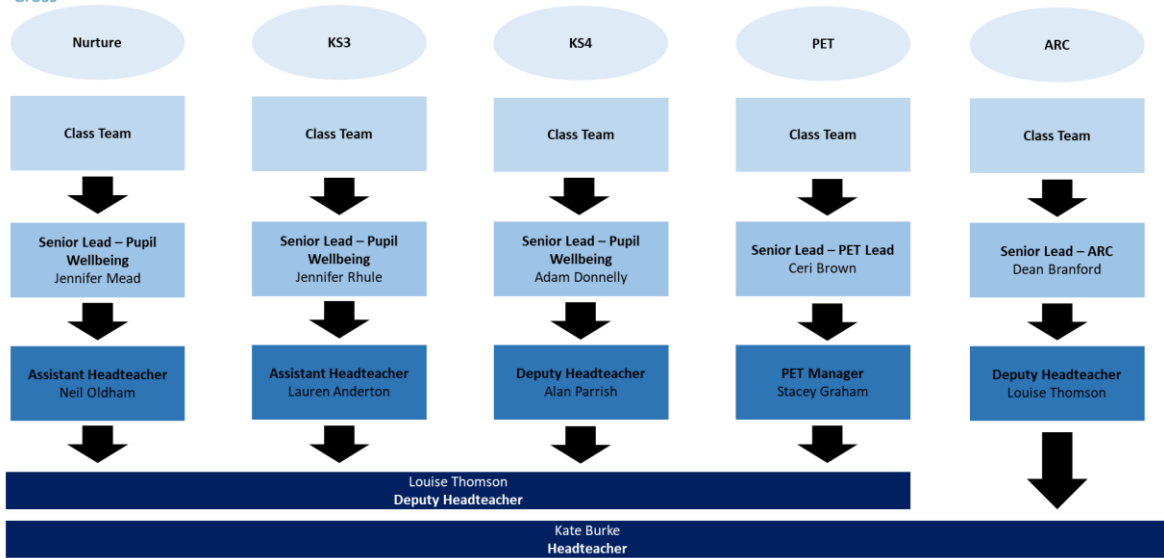 Cross
Nurture
KS3
KS4
PET
ARC
Class Team
Class Team
Class Team
Class Team
Class Team
Senior Lead – Pupil
Wellbeing
Jennifer Mead
Senior Lead – Pupil
Wellbeing
Jennifer Rhule
Senior Lead – Pupil
Wellbeing
Adam Donnelly
Senior Lead – PET Lead
Ceri Brown
Senior Lead – ARC
Dean Branford
Assistant Headteacher
Neil Oldham
Assistant Headteacher
Lauren Anderton
Deputy Headteacher
Alan Parrish
PET Manager
Stacey Graham
Deputy Headteacher
Louise Thomson
Louise Thomson
Deputy Headteacher
Kate Burke
Headteacher